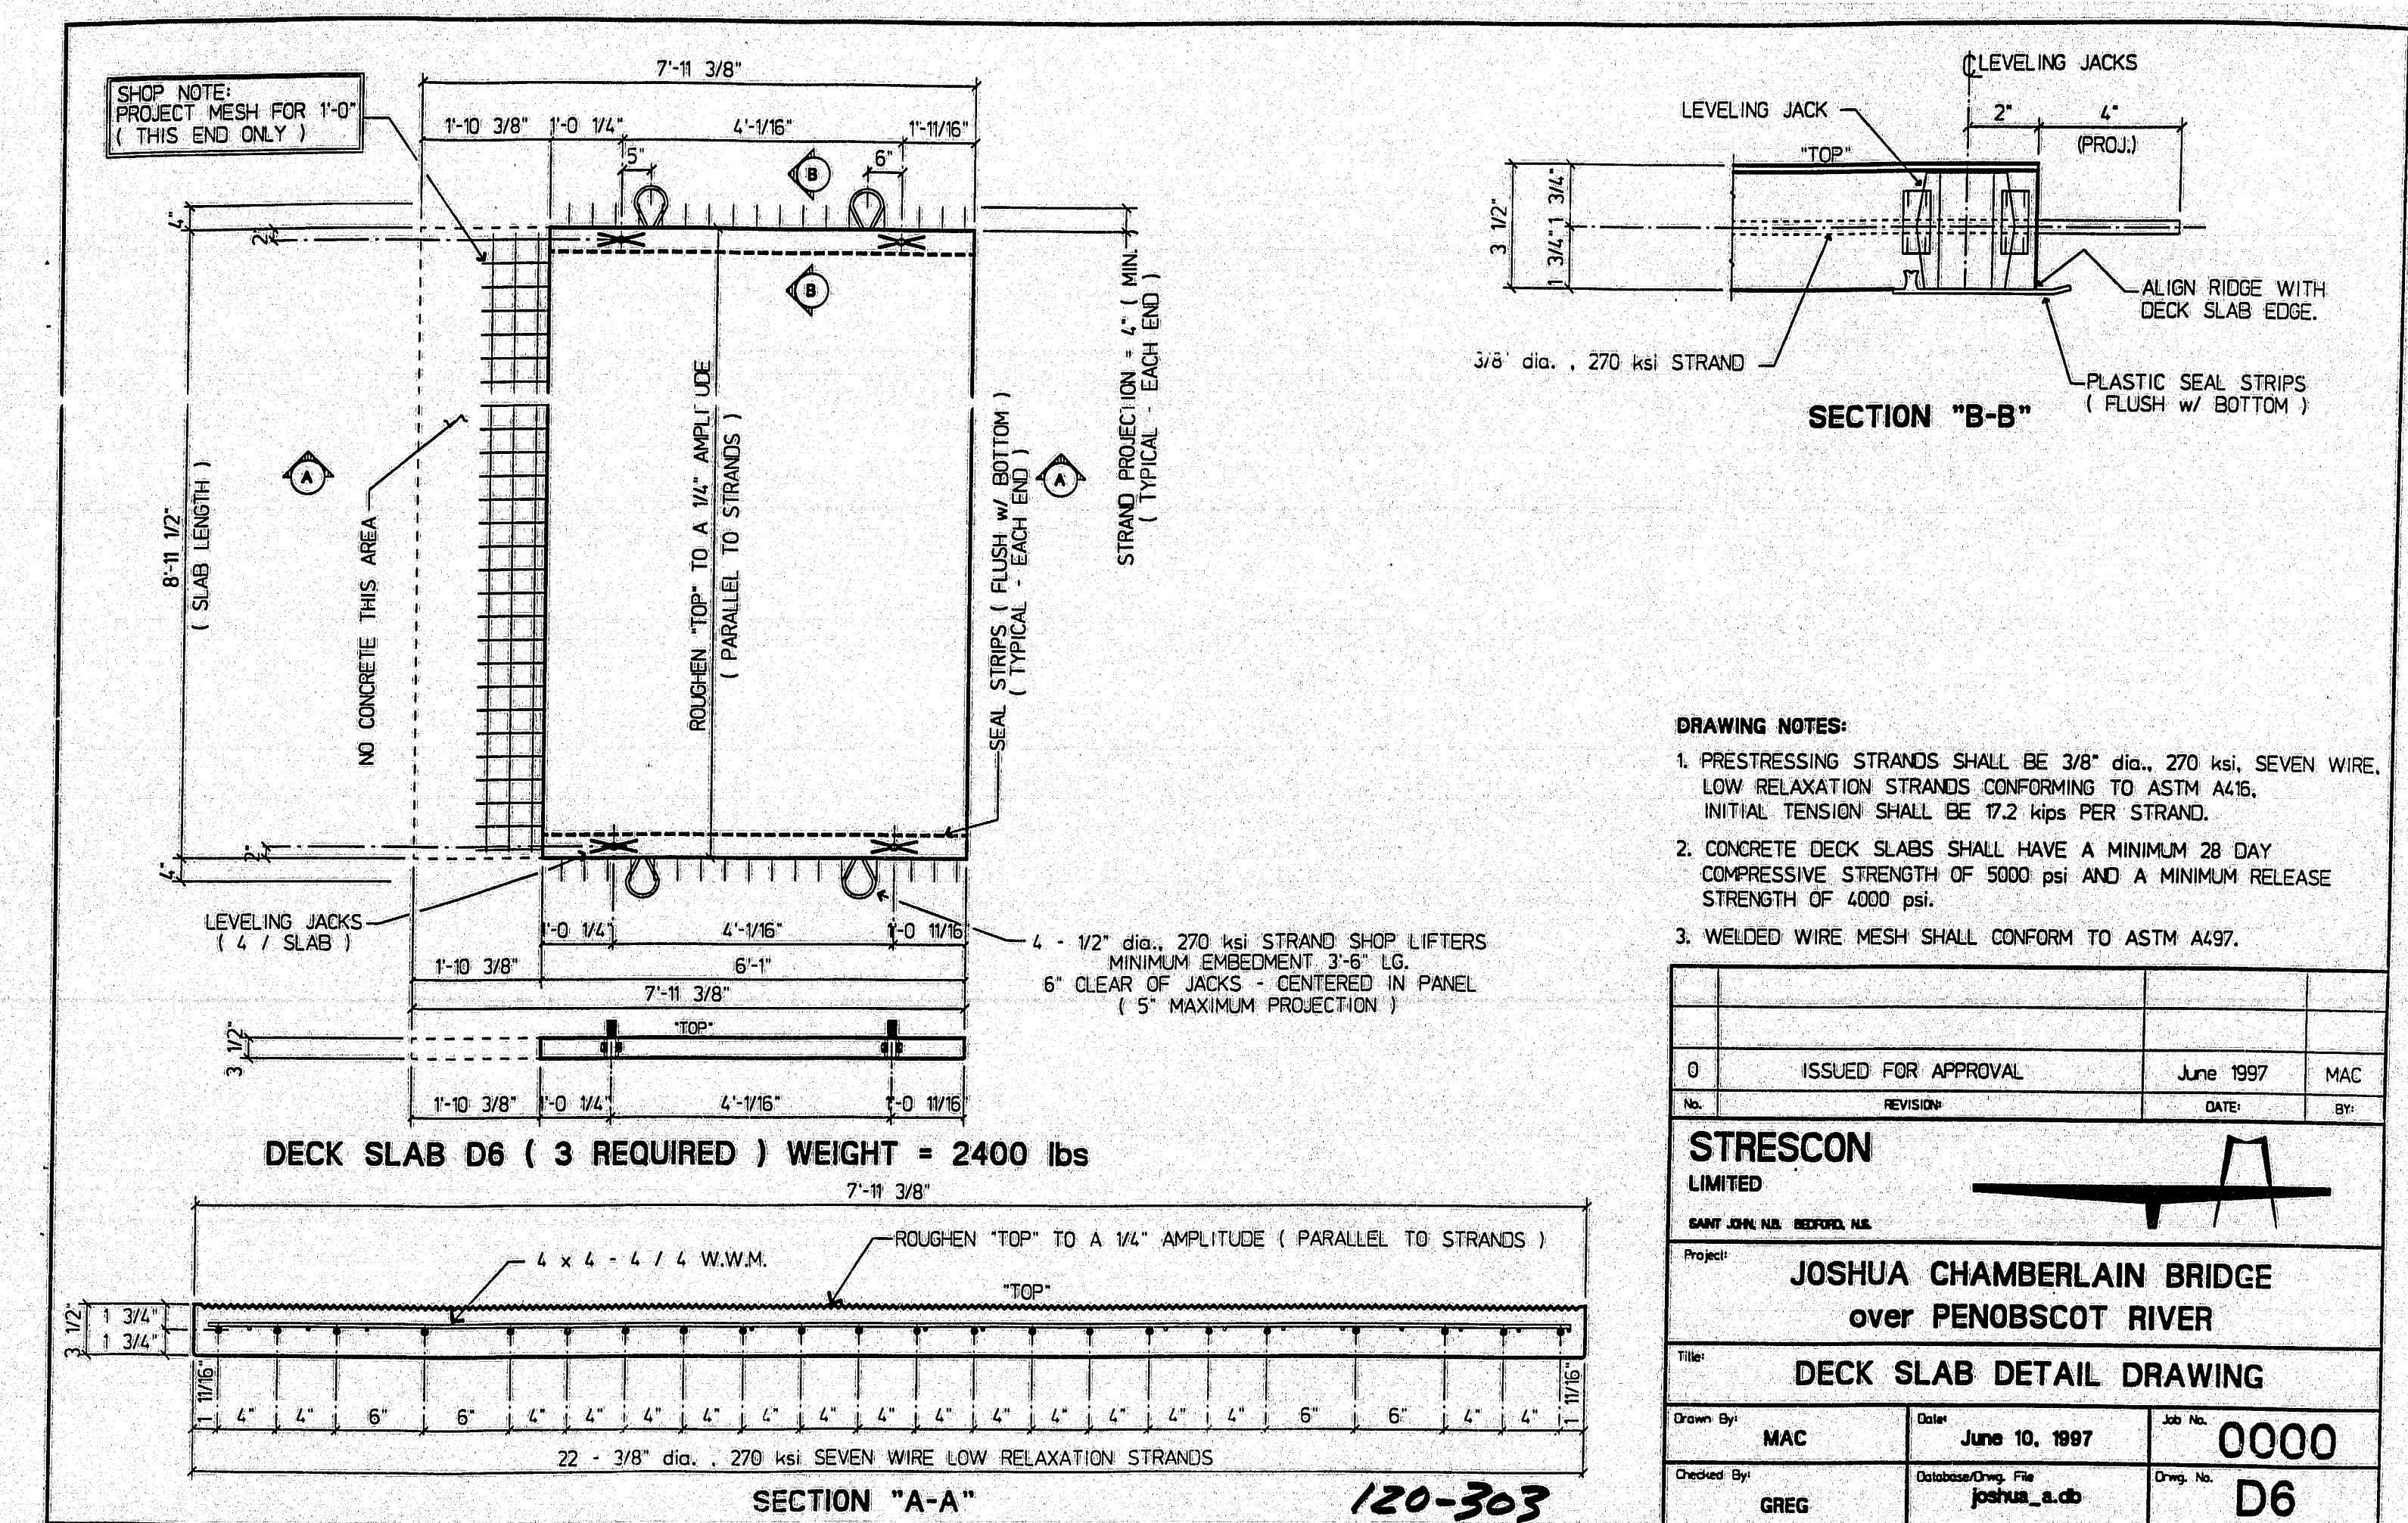 SHOP NOTE:
PROJECT MESH FOR 1'-0"
( THIS END ONLY )
7'-11 3/8"
1'-10 3/8"
1'-0 1/4"
4'-1/16"
1'-11/16"
5"
6"
B
B
4"
2"
8'-11 1/2"
( SLAB LENGTH )
A
NO CONCRETE THIS AREA
ROUGHEN "TOP" TO A 1/4" AMPLITUDE
( PARALLEL TO STRANDS )
SEAL STRIPS ( FLUSH w/ BOTTOM )
( TYPICAL - EACH END )
A
STRAND PROJECTION = 4" ( MIN. )
( TYPICAL - EACH END )
2"
4"
LEVELING JACKS
( 4 / SLAB )
1'-0 1/4"
4'-1/16"
1'-0 11/16"
1'-10 3/8"
6'-1"
7'-11 3/8"
4 - 1/2" dia., 270 ksi STRAND SHOP LIFTERS
MINIMUM EMBEDMENT 3'-6" LG.
6" CLEAR OF JACKS - CENTERED IN PANEL
( 5" MAXIMUM PROJECTION )
"TOP"
3 1/2"
1'-10 3/8"
1'-0 1/4"
4'-1/16"
1'-0 11/16"
DECK SLAB D6 ( 3 REQUIRED ) WEIGHT = 2400 lbs
7'-11 3/8"
4 x 4 - 4 / 4 W.W.M.
ROUGHEN "TOP" TO A 1/4" AMPLITUDE ( PARALLEL TO STRANDS )
"TOP"
3 1/2"
1 3/4"
1 3/4"
1 11/16"
4" 4" 6" 6" 4" 4" 4" 4" 4" 4" 4" 4" 4" 4" 4" 4" 4" 6" 6" 4" 4"
1 11/16"
22 - 3/8" dia. , 270 ksi SEVEN WIRE LOW RELAXATION STRANDS
SECTION "A-A"
120-303
℄ LEVELING JACKS
LEVELING JACK
2"
4"
(PROJ.)
"TOP"
3 1/2"
1 3/4"
1 3/4"
ALIGN RIDGE WITH
DECK SLAB EDGE.
3/8" dia. , 270 ksi STRAND
PLASTIC SEAL STRIPS
( FLUSH w/ BOTTOM )
SECTION "B-B"
DRAWING NOTES:
1. PRESTRESSING STRANDS SHALL BE 3/8" dia., 270 ksi, SEVEN WIRE,
LOW RELAXATION STRANDS CONFORMING TO ASTM A416.
INITIAL TENSION SHALL BE 17.2 kips PER STRAND.
2. CONCRETE DECK SLABS SHALL HAVE A MINIMUM 28 DAY
COMPRESSIVE STRENGTH OF 5000 psi AND A MINIMUM RELEASE
STRENGTH OF 4000 psi.
3. WELDED WIRE MESH SHALL CONFORM TO ASTM A497.
0 ISSUED FOR APPROVAL June 1997 MAC
No. REVISION: DATE: BY:
STRESCON
LIMITED
SAINT JOHN, N.B. BEDFORD, N.S.
Project:
JOSHUA CHAMBERLAIN BRIDGE
over PENOBSCOT RIVER
Title:
DECK SLAB DETAIL DRAWING
Drawn By:
MAC
Date:
June 10, 1997
Job No.
0000
Checked By:
GREG
Database/Drwg. File
joshua_a.db
Drwg. No.
D6